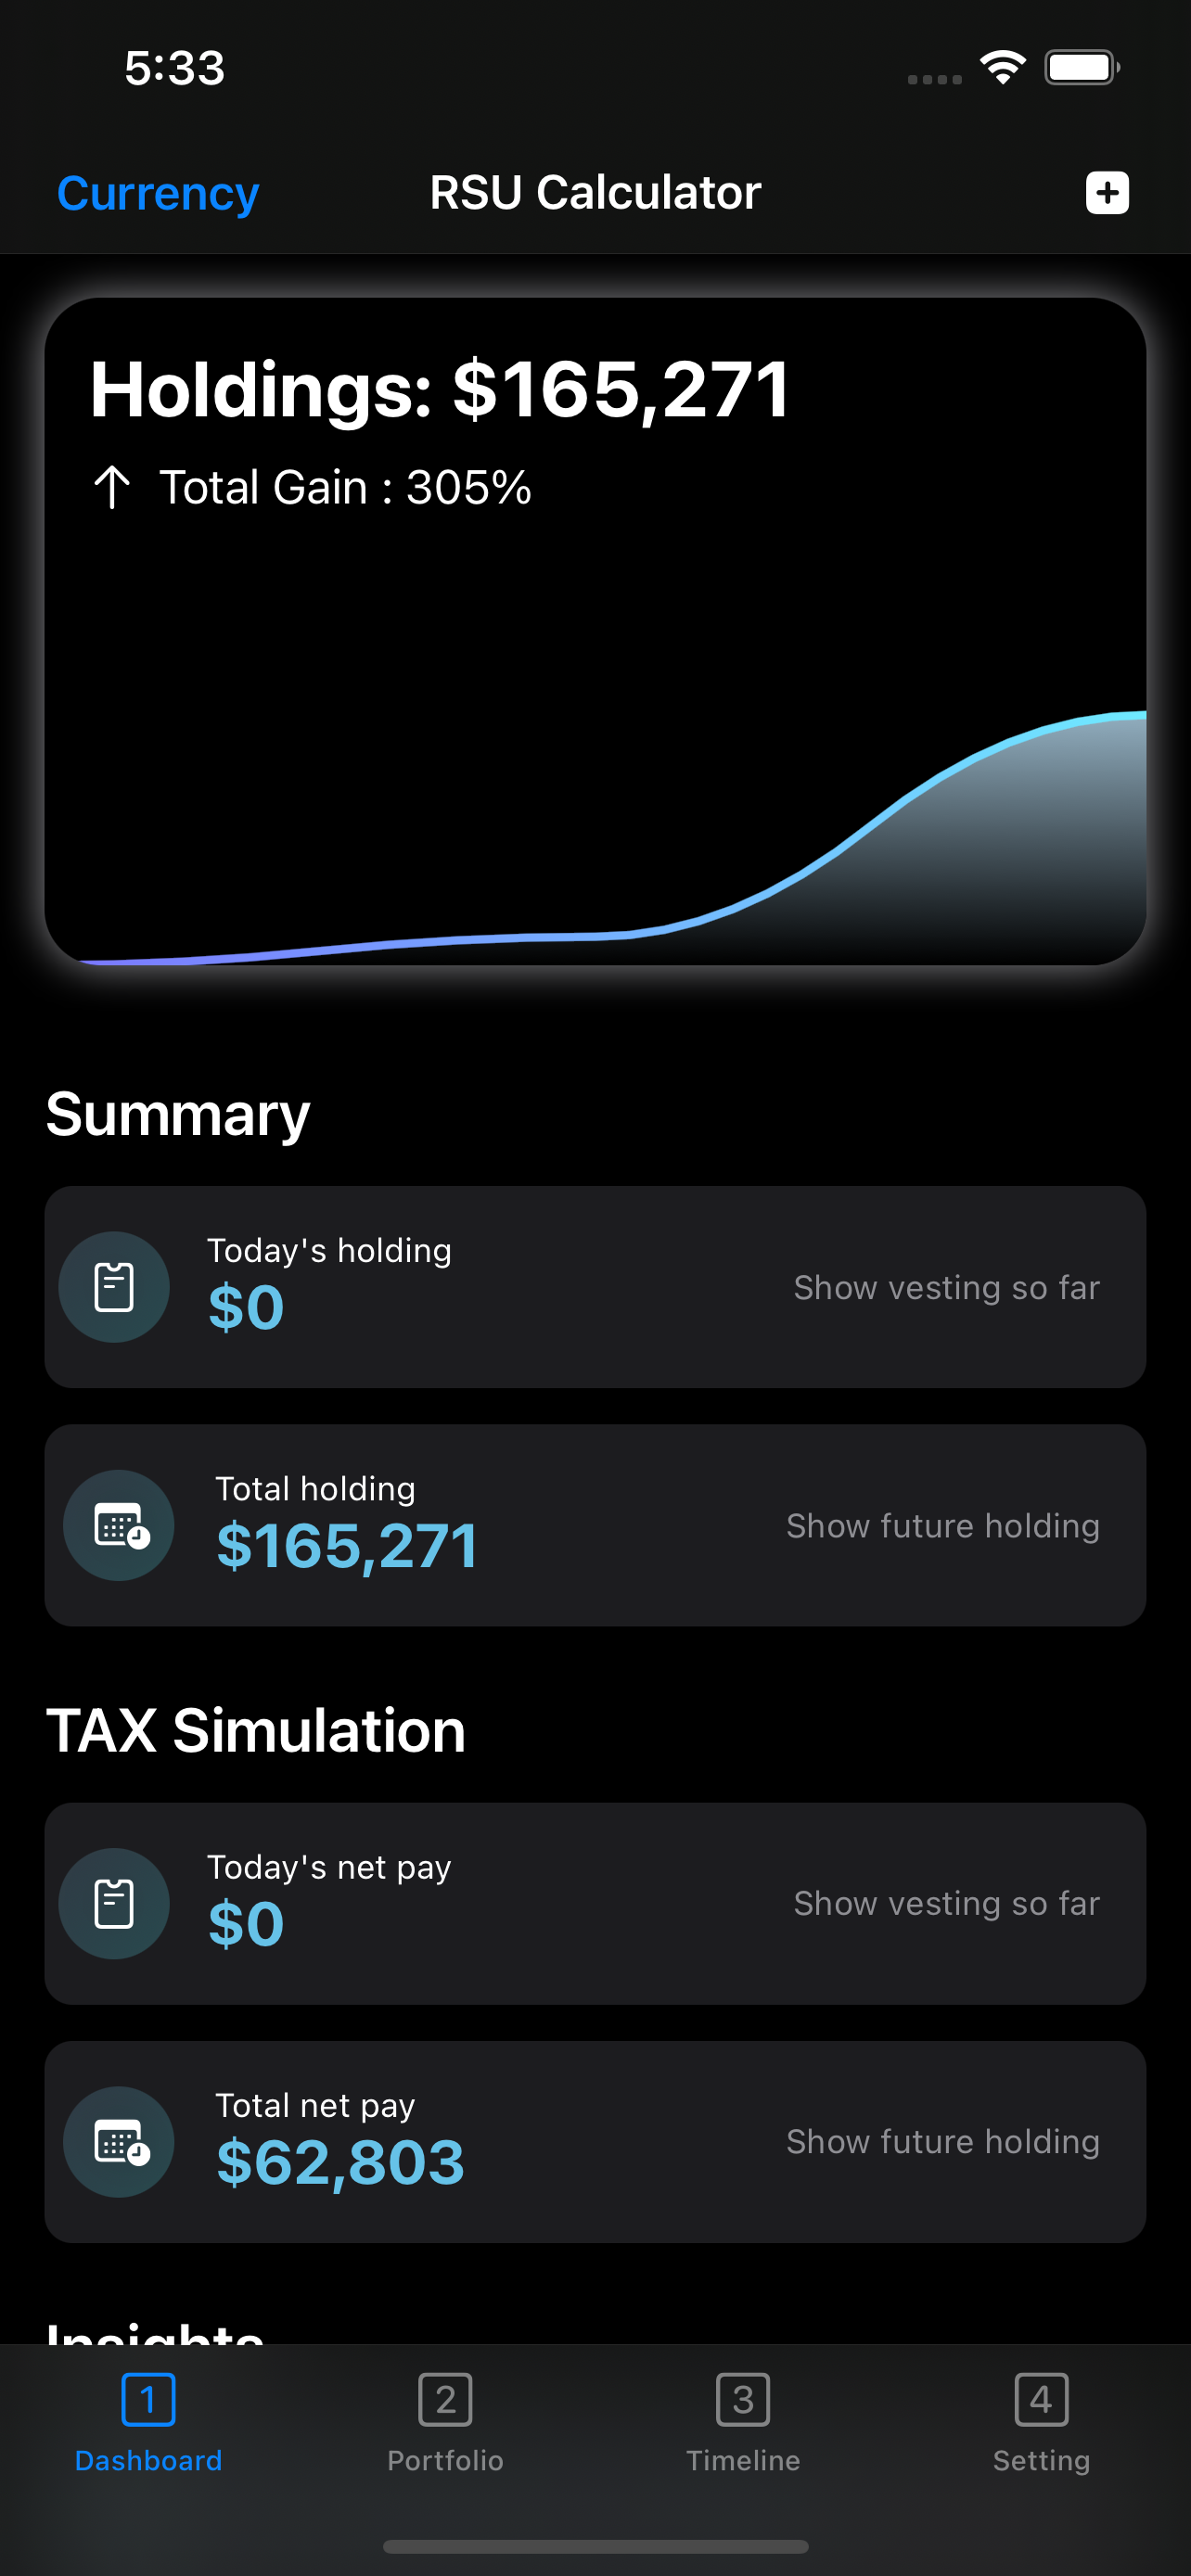 5:33
Currency
RSU Calculator
Holdings: $165,271
Total Gain : 305%
Summary
Today's holding
$0
Show vesting so far
Total holding
$165,271
Show future holding
TAX Simulation
Today's net pay
$0
Show vesting so far
Total net pay
$62,803
Show future holding
Insights
1
Dashboard
2
Portfolio
3
Timeline
4
Setting